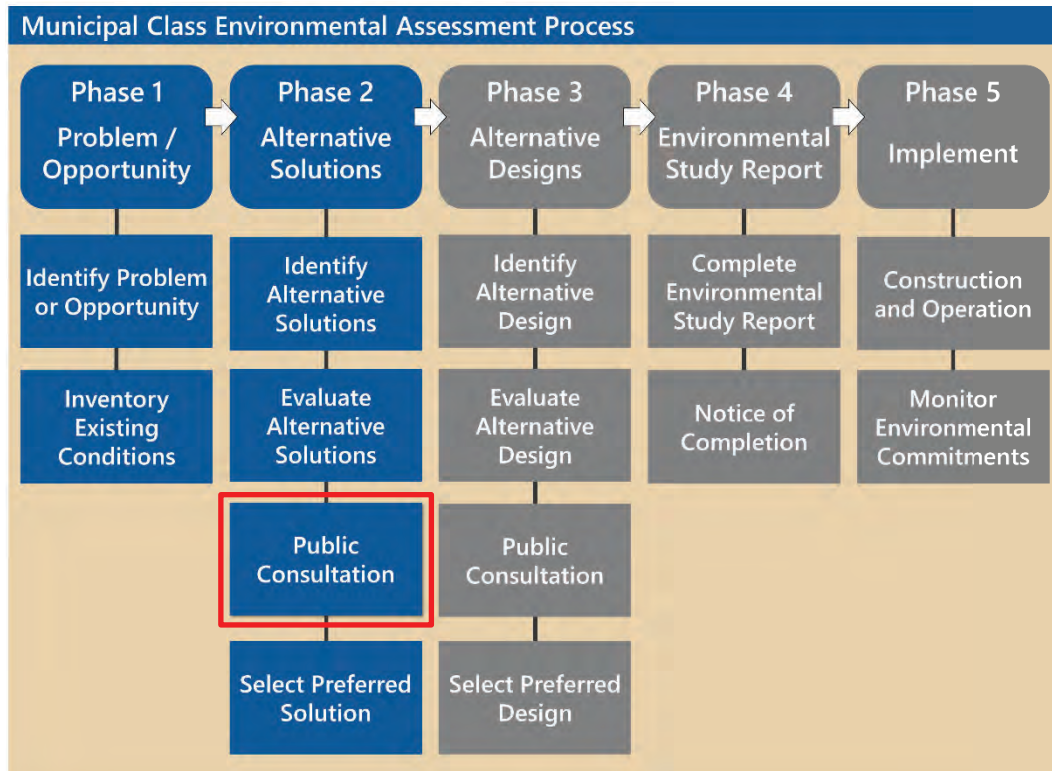 Municipal Class Environmental Assessment Process
Phase 1
Problem /
Opportunity
Identify Problem
or Opportunity
Inventory
Existing
Conditions
Phase 2
Alternative
Solutions
Identify
Alternative
Solutions
Evaluate
Alternative
Solutions
Public
Consultation
Select Preferred
Solution
Phase 3
Alternative
Designs
Identify
Alternative
Design
Evaluate
Alternative
Design
Public
Consultation
Select Preferred
Design
Phase 4
Environmental
Study Report
Complete
Environmental
Study Report
Notice of
Completion
Phase 5
Implement
Construction
and Operation
Monitor
Environmental
Commitments